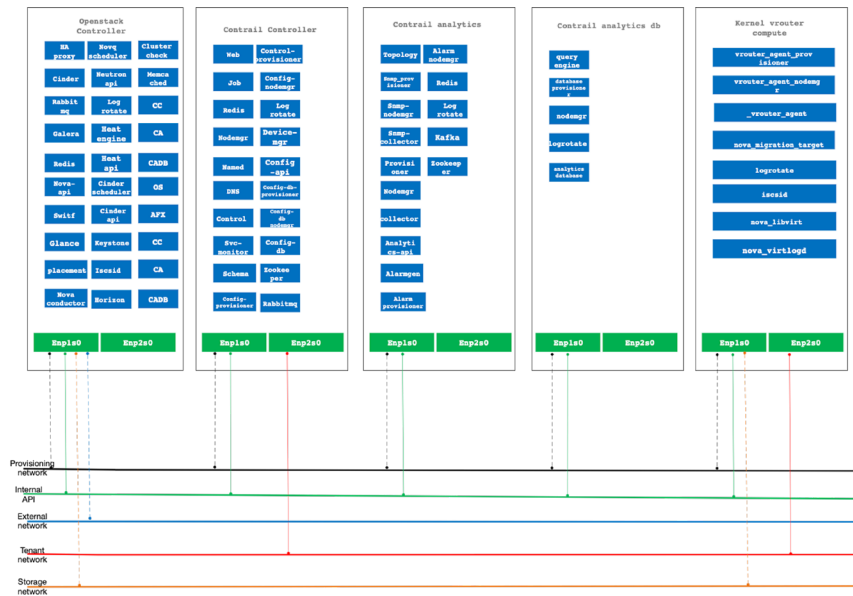 Openstack
Controller
HA
proxy
Novq
scheduler
Cluster
check
Cinder
Neutron
api
Memca
ched
Rabbit
mq
Log
rotate
CC
Galera
Heat
engine
CA
Redis
Heat
api
CADB
Nova-
api
Cinder
scheduler
OS
Switf
Cinder
api
AFX
Glance
Keystone
CC
placement
Iscsid
CA
Nova
conductor
Horizon
CADB
Enp1s0
Enp2s0
Contrail Controller
Web
Control-
provisioner
Job
Config-
nodemgr
Redis
Log
rotate
Nodemgr
Device-
mgr
Named
Config
-api
DNS
Config-db-
provisioner
Control
Config-
db
nodemgr
Svc-
monitor
Config-
db
Schema
Zookee
per
Config-
provisioner
Rabbitmq
Enp1s0
Enp2s0
Contrail analytics
Topology
Alarm
nodemgr
Snmp_prov
isioner
Redis
Snmp-
nodemgr
Log
rotate
Snmp-
collector
Kafka
Provisi
oner
Zookeep
er
Nodemgr
collector
Analyti
cs-api
Alarmgen
Alarm
provisioner
Enp1s0
Enp2s0
Contrail analytics db
query
engine
database
provisione
r
nodemgr
logrotate
analytics
database
Enp1s0
Enp2s0
Kernel vrouter
compute
vrouter_agent_prov
isioner
vrouter_agent_nodemg
r
_vrouter_agent
nova_migration_target
logrotate
iscsid
nova_libvirt
nova_virtlogd
Enp1s0
Enp2s0
Provisioning
network
Internal
API
External
network
Tenant
network
Storage
network